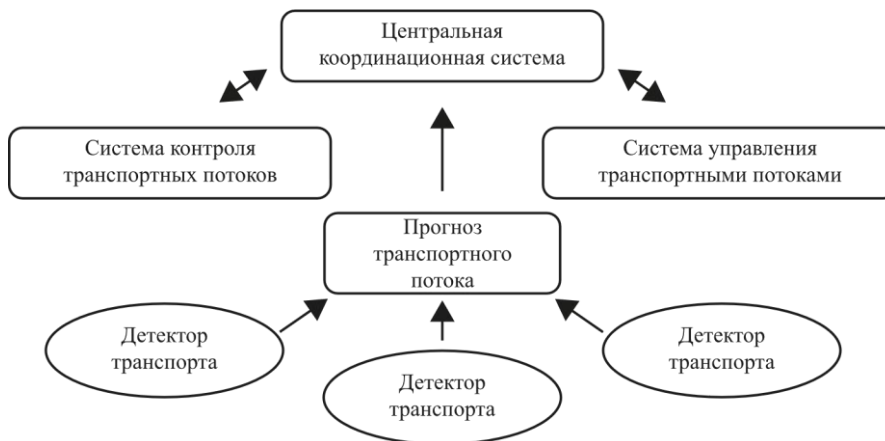 Центральная
координационная система
Система контроля
транспортных потоков
Система управления
транспортными потоками
Прогноз
транспортного
потока
Детектор
транспорта
Детектор
транспорта
Детектор
транспорта